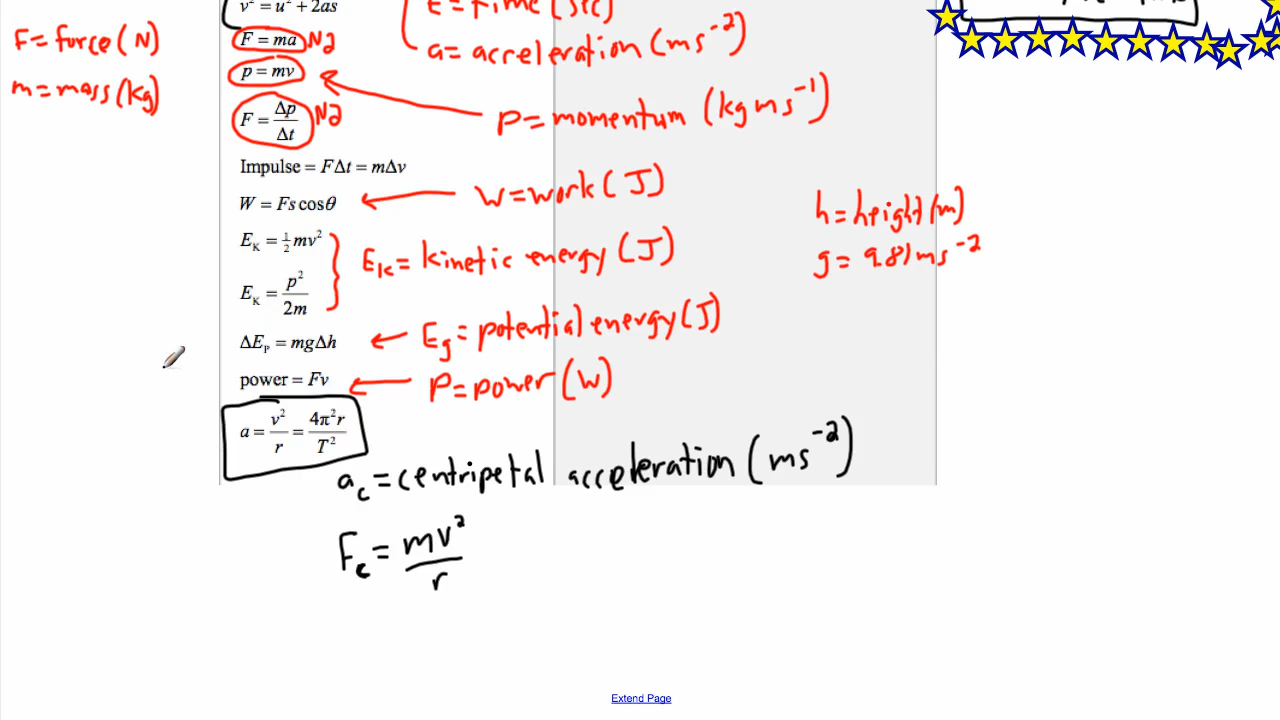 v² = u² + 2as
t = time (sec)
F = force (N)
F = ma N2
a = acceleration (ms⁻²)
m = mass (kg)
p = mv
p = momentum (kg ms⁻¹)
F = Δp/Δt N2
Impulse = FΔt = mΔv
W = Fs cosθ
W = work (J)
h = height (m)
g = 9.81 ms⁻²
E_K = ½mv²
E_K = kinetic energy (J)
E_K = p²/2m
ΔE_P = mgΔh
E_g = potential energy (J)
power = Fv
P = power (W)
a = v²/r = 4π²r/T²
a_c = centripetal acceleration (ms⁻²)
F_c = mv²/r
Extend Page